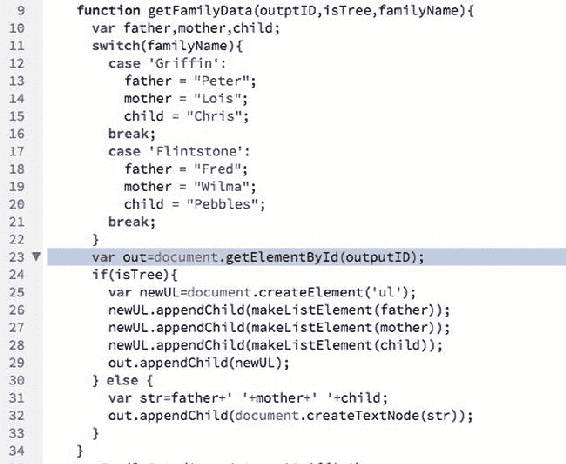 9 function getFamilyData(outptID,isTree,familyName){
10 var father,mother,child;
11 switch(familyName){
12 case 'Griffin':
13 father = "Peter";
14 mother = "Lois";
15 child = "Chris";
16 break;
17 case 'Flintstone':
18 father = "Fred";
19 mother = "Wilma";
20 child = "Pebbles";
21 break;
22 }
23 var out=document.getElementById(outputID);
24 if(isTree){
25 var newUL=document.createElement('ul');
26 newUL.appendChild(makeListElement(father));
27 newUL.appendChild(makeListElement(mother));
28 newUL.appendChild(makeListElement(child));
29 out.appendChild(newUL);
30 } else {
31 var str=father+' '+mother+' '+child;
32 out.appendChild(document.createTextNode(str));
33 }
34 }